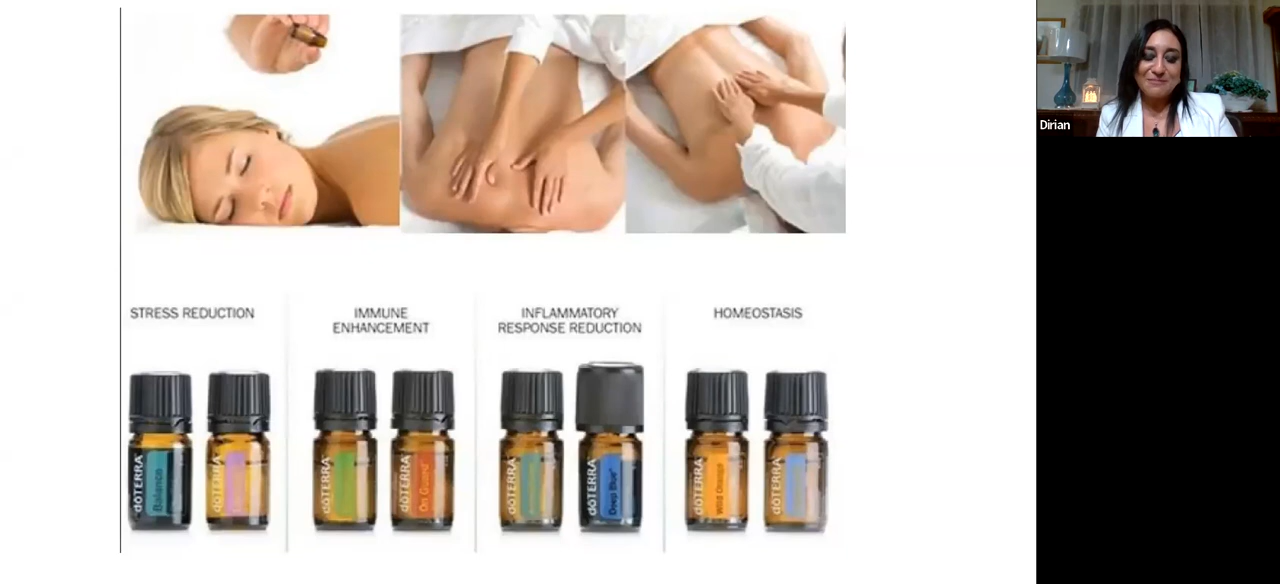 Dirian
STRESS REDUCTION
IMMUNE
ENHANCEMENT
INFLAMMATORY
RESPONSE REDUCTION
HOMEOSTASIS
dōTERRA
Balance
dōTERRA
dōTERRA
dōTERRA
On Guard
dōTERRA
dōTERRA
Deep Blue
dōTERRA
Wild Orange
dōTERRA